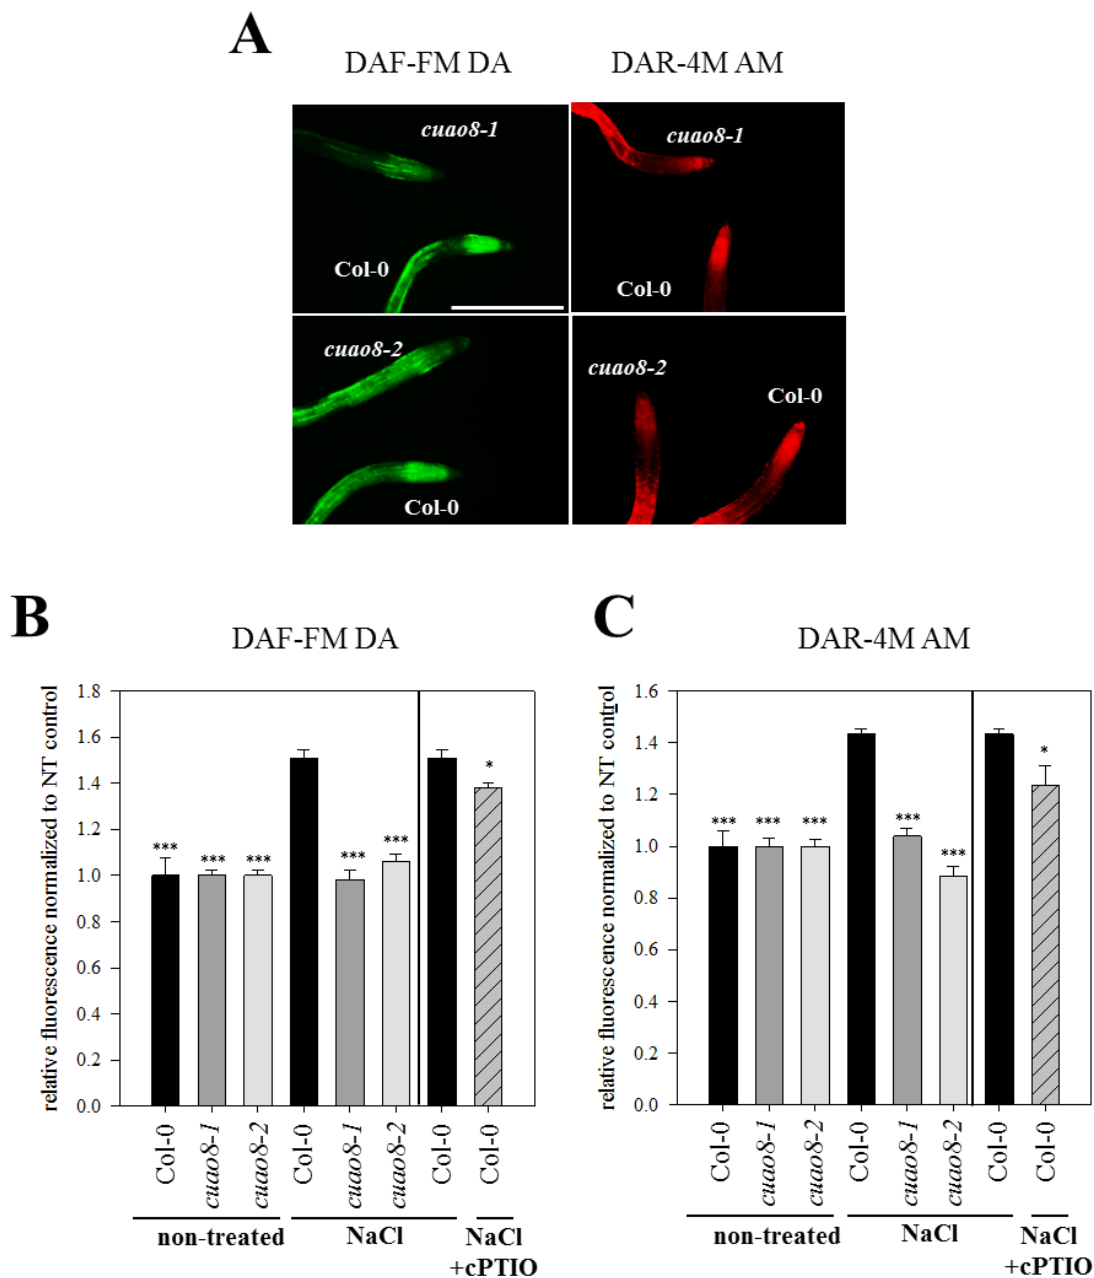 A
DAF-FM DA DAR-4M AM
cuao8-1
cuao8-1
Col-0
Col-0
cuao8-2
cuao8-2
Col-0
Col-0
B
DAF-FM DA
relative fluorescence normalized to NT control
1.8
1.6
1.4
1.2
1.0
0.8
0.6
0.4
0.2
0.0
***
***
***
***
***
*
Col-0
cuao8-1
cuao8-2
Col-0
cuao8-1
cuao8-2
Col-0
Col-0
non-treated
NaCl
NaCl
+cPTIO
C
DAR-4M AM
relative fluorescence normalized to NT control
1.6
1.4
1.2
1.0
0.8
0.6
0.4
0.2
0.0
***
***
***
***
***
*
Col-0
cuao8-1
cuao8-2
Col-0
cuao8-1
cuao8-2
Col-0
Col-0
non-treated
NaCl
NaCl
+cPTIO